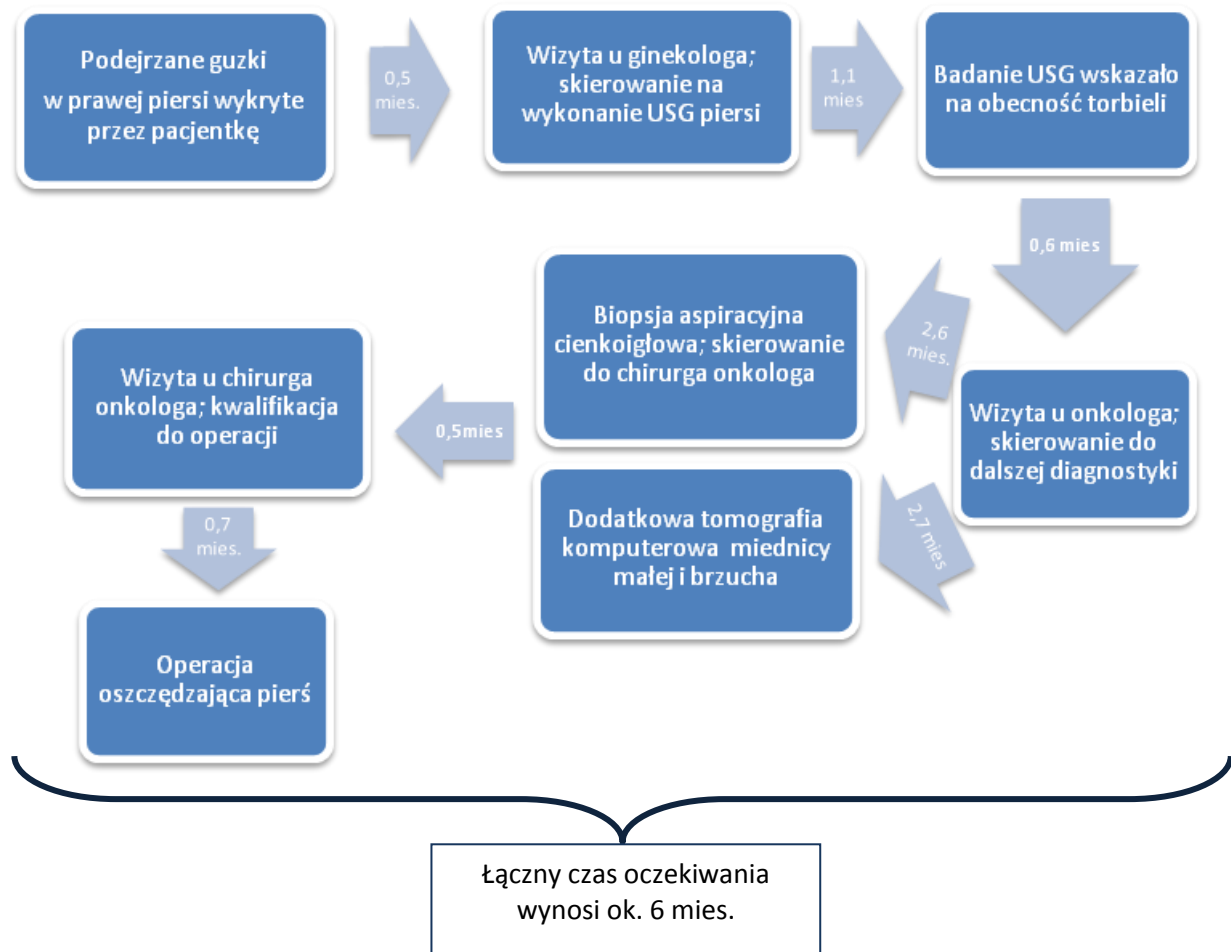 Podejrzane guzki
w prawej piersi wykryte
przez pacjentkę
0,5
mies.
Wizyta u ginekologa;
skierowanie na
wykonanie USG piersi
1,1
mies
Badanie USG wskazało
na obecność torbieli
0,6 mies
Wizyta u onkologa;
skierowanie do
dalszej diagnostyki
2,6
mies.
Biopsja aspiracyjna
cienkoigłowa; skierowanie
do chirurga onkologa
2,7 mies
Dodatkowa tomografia
komputerowa miednicy
małej i brzucha
0,5mies
Wizyta u chirurga
onkologa; kwalifikacja
do operacji
0,7
mies.
Operacja
oszczędzająca pierś
Łączny czas oczekiwania
wynosi ok. 6 mies.